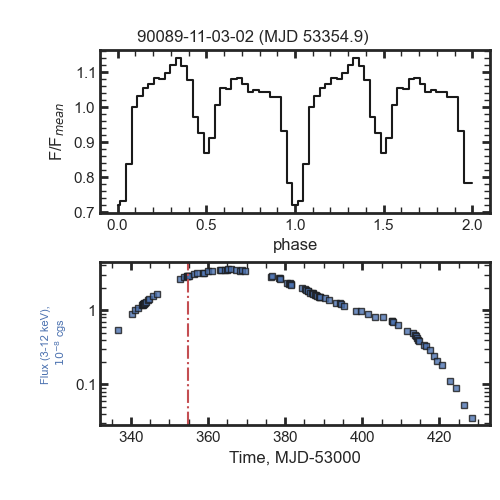 90089-11-03-02 (MJD 53354.9)
F/F_mean
1.1
1.0
0.9
0.8
0.7
0.0 0.5 1.0 1.5 2.0
phase
Flux (3-12 keV),
10⁻⁸ cgs
1
0.1
340 360 380 400 420
Time, MJD-53000